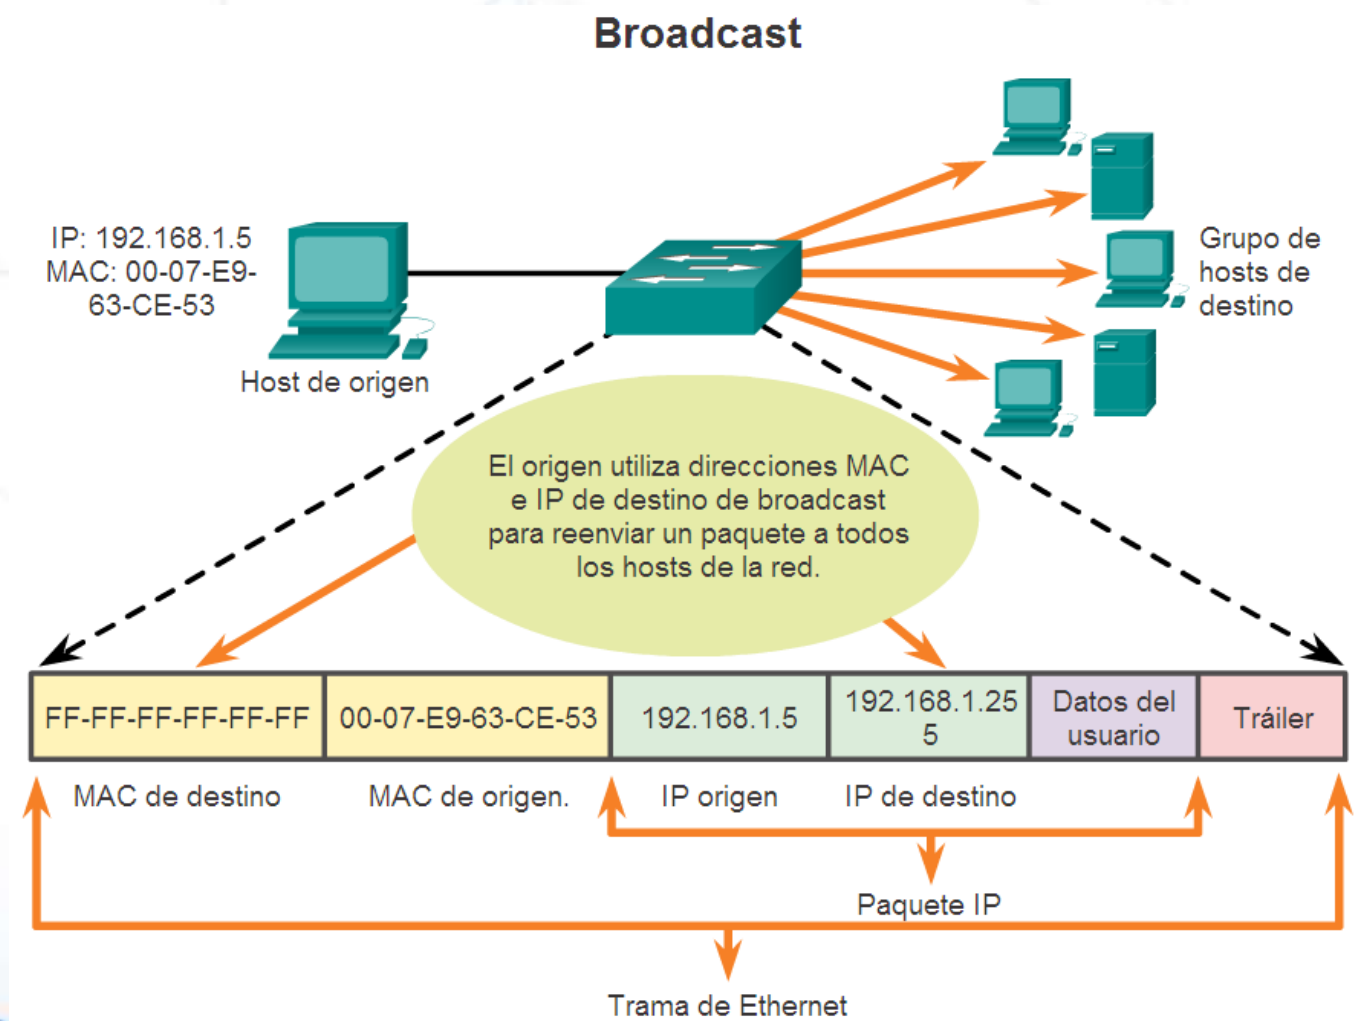 Broadcast
IP: 192.168.1.5
MAC: 00-07-E9-
63-CE-53
Host de origen
Grupo de
hosts de
destino
El origen utiliza direcciones MAC
e IP de destino de broadcast
para reenviar un paquete a todos
los hosts de la red.
FF-FF-FF-FF-FF-FF
00-07-E9-63-CE-53
192.168.1.5
192.168.1.25
5
Datos del
usuario
Tráiler
MAC de destino
MAC de origen.
IP origen
IP de destino
Paquete IP
Trama de Ethernet